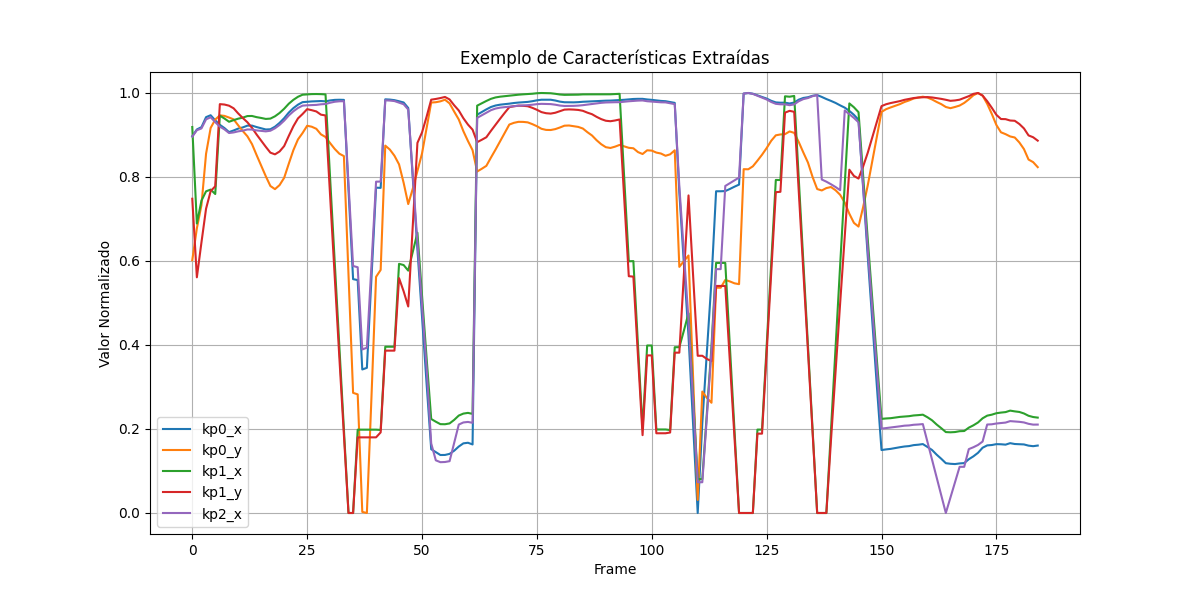 Exemplo de Características Extraídas
Valor Normalizado
1.0
0.8
0.6
0.4
0.2
0.0
kp0_x
kp0_y
kp1_x
kp1_y
kp2_x
0 25 50 75 100 125 150 175
Frame